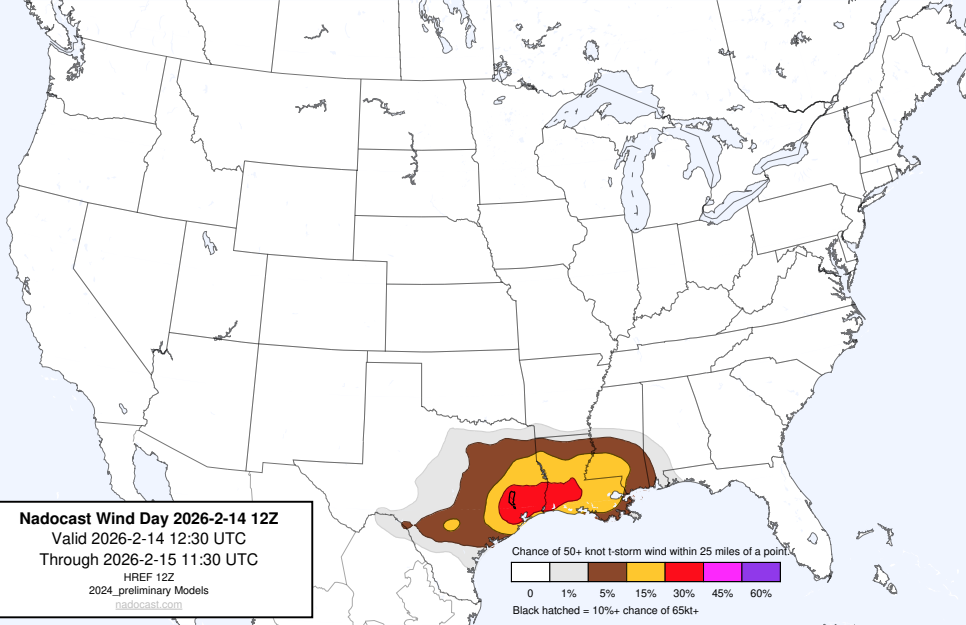 Nadocast Wind Day 2026-2-14 12Z
Valid 2026-2-14 12:30 UTC
Through 2026-2-15 11:30 UTC
HREF 12Z
2024_preliminary Models
nadocast.com
Chance of 50+ knot t-storm wind within 25 miles of a point.
0 1% 5% 15% 30% 45% 60%
Black hatched = 10%+ chance of 65kt+